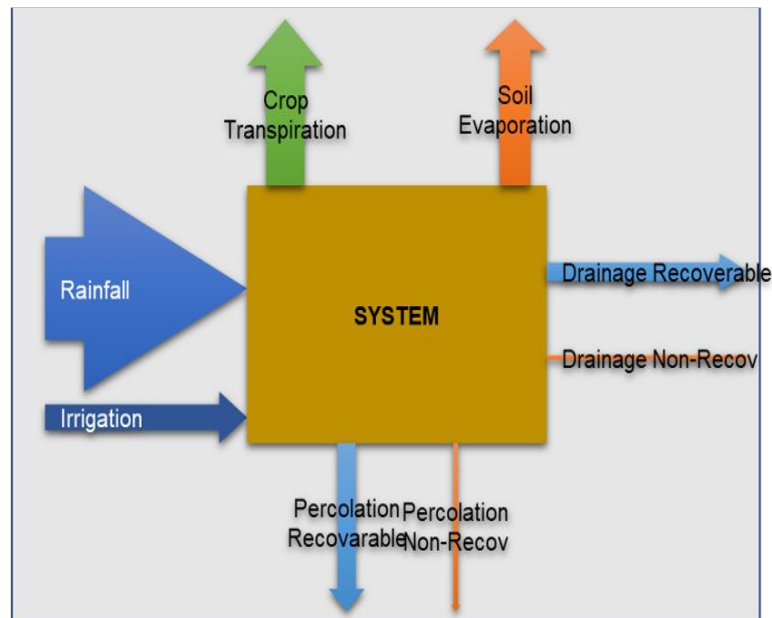 Crop
Transpiration
Soil
Evaporation
Rainfall
SYSTEM
Drainage Recoverable
Drainage Non-Recov
Irrigation
Percolation
Recovarable
Percolation
Non-Recov